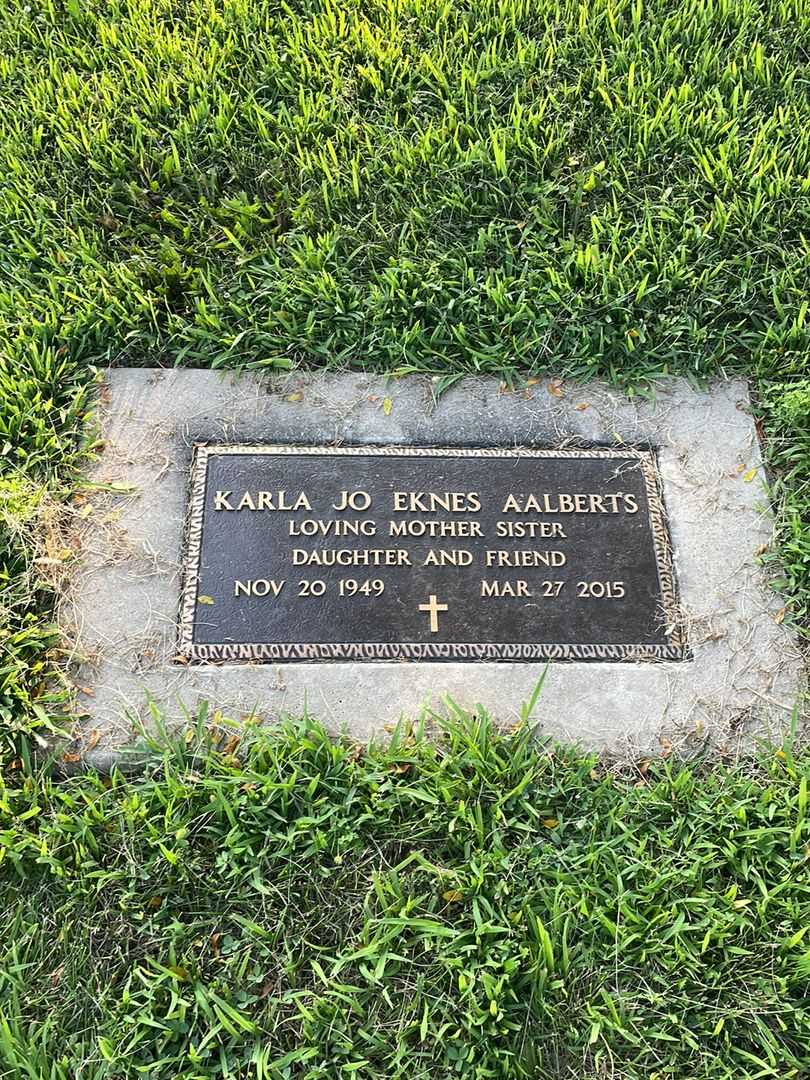 KARLA JO EKNES AALBERTS
LOVING MOTHER SISTER
DAUGHTER AND FRIEND
NOV 20 1949 MAR 27 2015